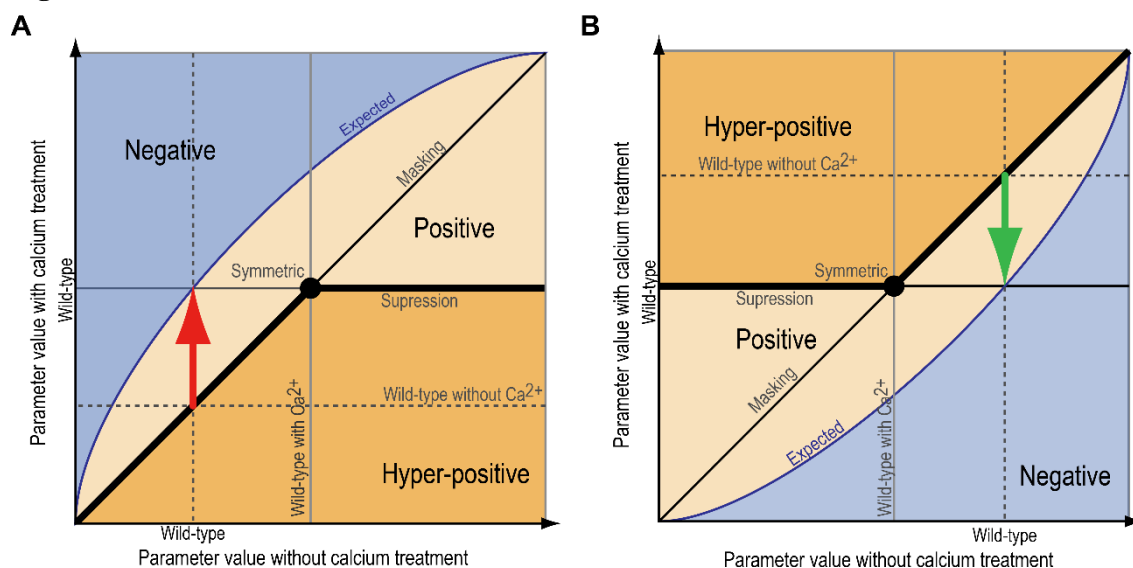 A
Negative
Expected
Masking
Positive
Symmetric
Supression
Wild-type without Ca2+
Wild-type with Ca2+
Hyper-positive
Wild-type
Parameter value with calcium treatment
Wild-type
Parameter value without calcium treatment
B
Hyper-positive
Wild-type without Ca2+
Symmetric
Supression
Positive
Masking
Expected
Wild-type with Ca2+
Negative
Wild-type
Parameter value with calcium treatment
Wild-type
Parameter value without calcium treatment